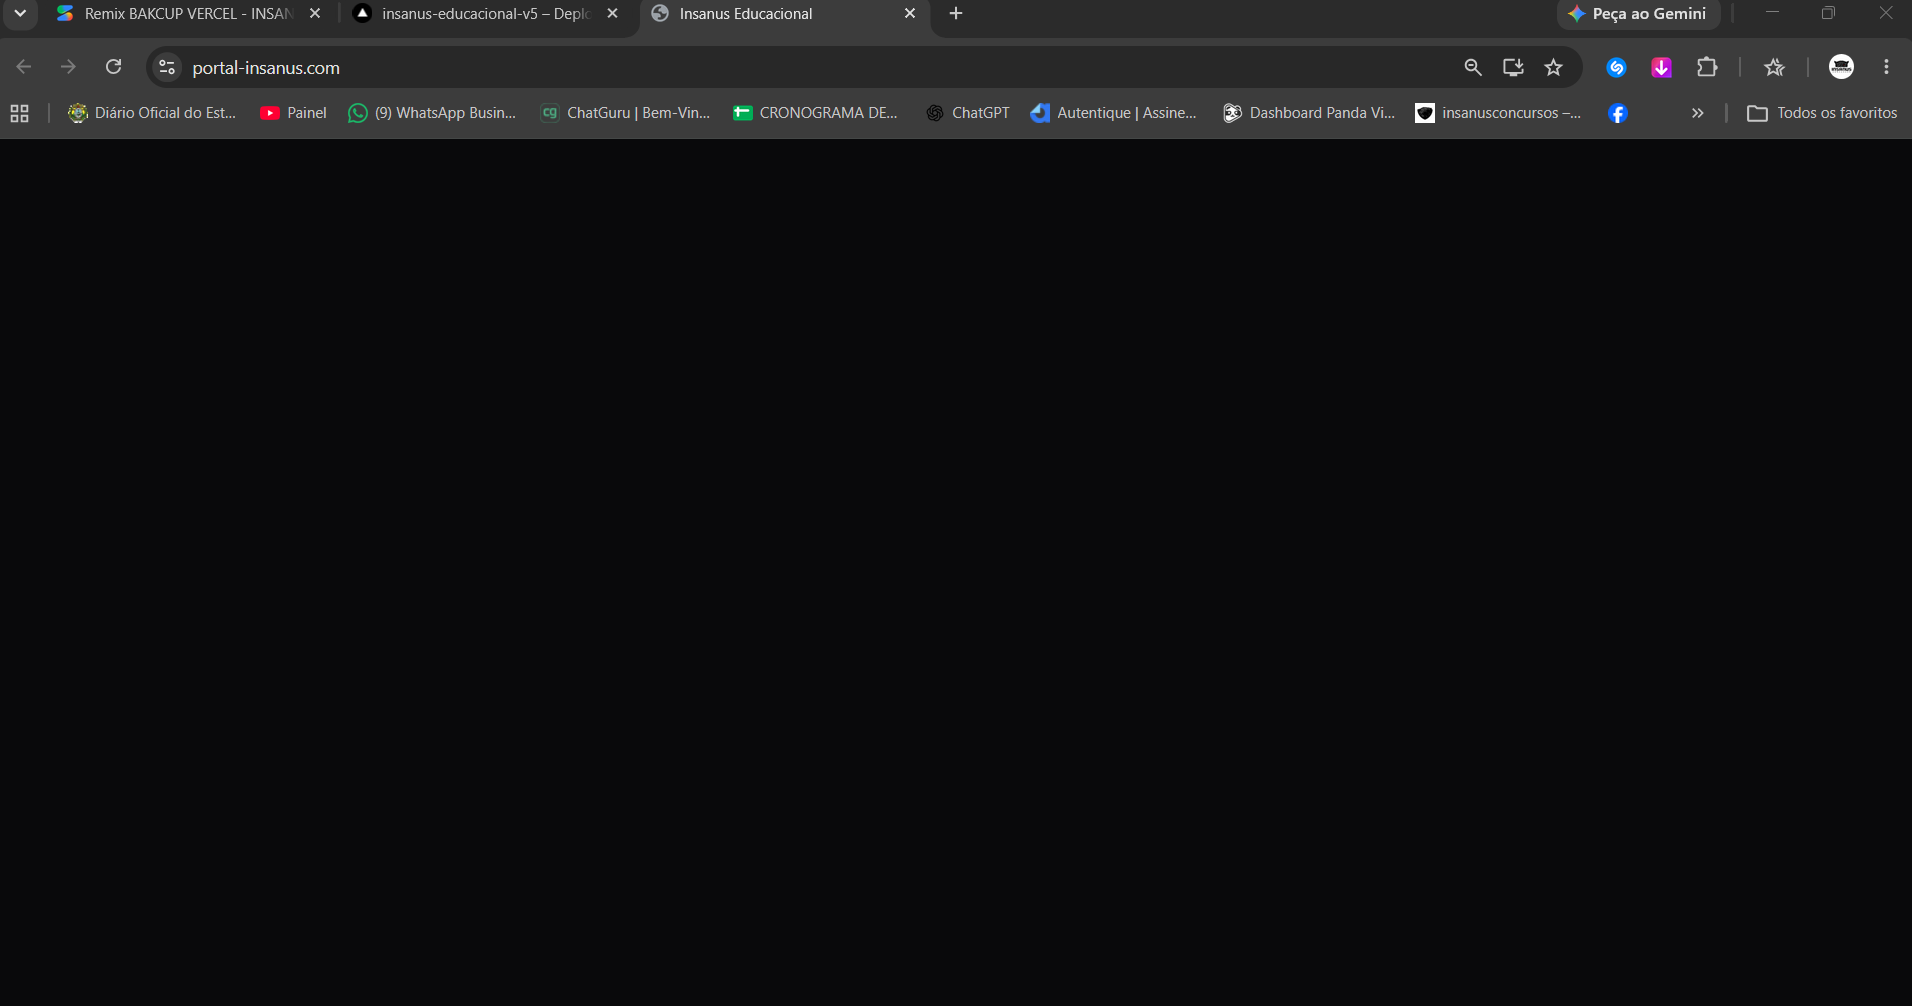 Remix BAKCUP VERCEL - INSAN
insanus-educacional-v5 – Deplo
Insanus Educacional
Peça ao Gemini
portal-insanus.com
Diário Oficial do Est...
Painel
(9) WhatsApp Busin...
cg
ChatGuru | Bem-Vin...
CRONOGRAMA DE...
ChatGPT
Autentique | Assine...
Dashboard Panda Vi...
insanusconcursos –...
Todos os favoritos